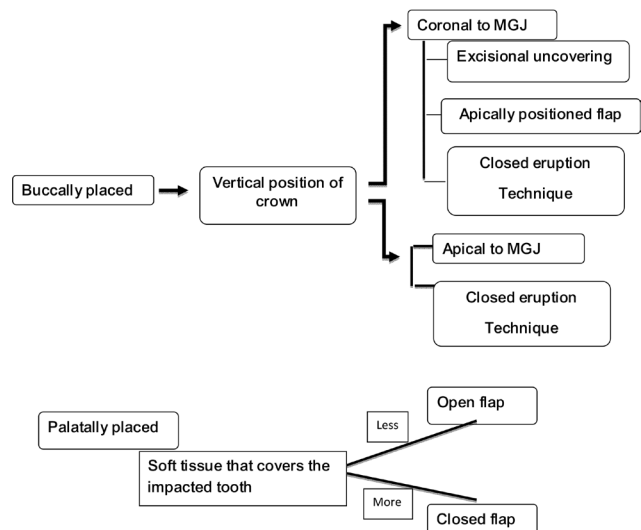 Coronal to MGJ
Excisional uncovering
Apically positioned flap
Closed eruption
Technique
Buccally placed
Vertical position of
crown
Apical to MGJ
Closed eruption
Technique
Palatally placed
Soft tissue that covers the
impacted tooth
Less
Open flap
More
Closed flap